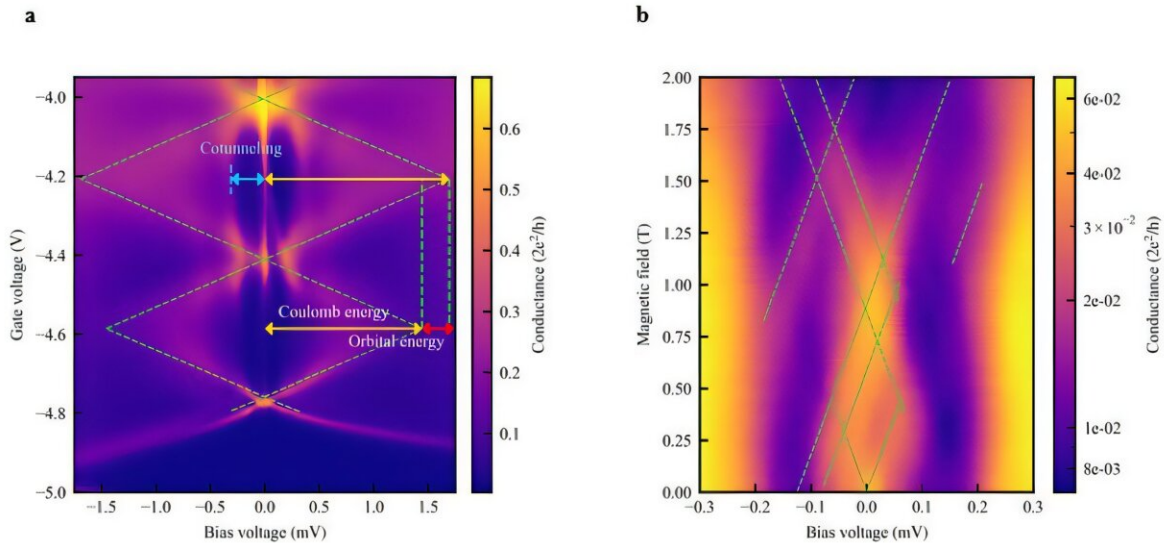 a
b
−4.0
−4.2
−4.4
−4.6
−4.8
−5.0
Gate voltage (V)
−1.5
−1.0
−0.5
0.0
0.5
1.0
1.5
Bias voltage (mV)
Cotunneling
Coulomb energy
Orbital energy
0.6
0.5
0.4
0.3
0.2
0.1
Conductance (2e²/h)
2.00
1.75
1.50
1.25
1.00
0.75
0.50
0.25
0.00
Magnetic field (T)
−0.3
−0.2
−0.1
0.0
0.1
0.2
0.3
Bias voltage (mV)
6e-02
4e-02
3 × 10⁻²
2e-02
1e-02
8e-03
Conductance (2e²/h)